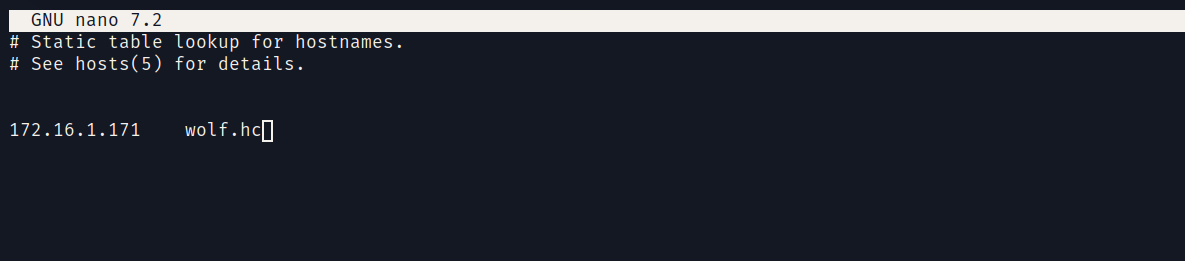 GNU nano 7.2
# Static table lookup for hostnames.
# See hosts(5) for details.
172.16.1.171    wolf.hc